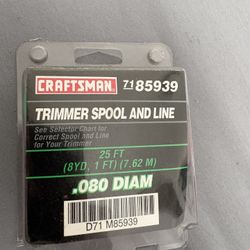 CRAFTSMAN 71 85939
TRIMMER SPOOL AND LINE
See Selector Chart for
Correct Spool and Line
for Your Trimmer
25 FT
(8YD, 1 FT) (7.62 M)
.080 DIAM
D71 M85939